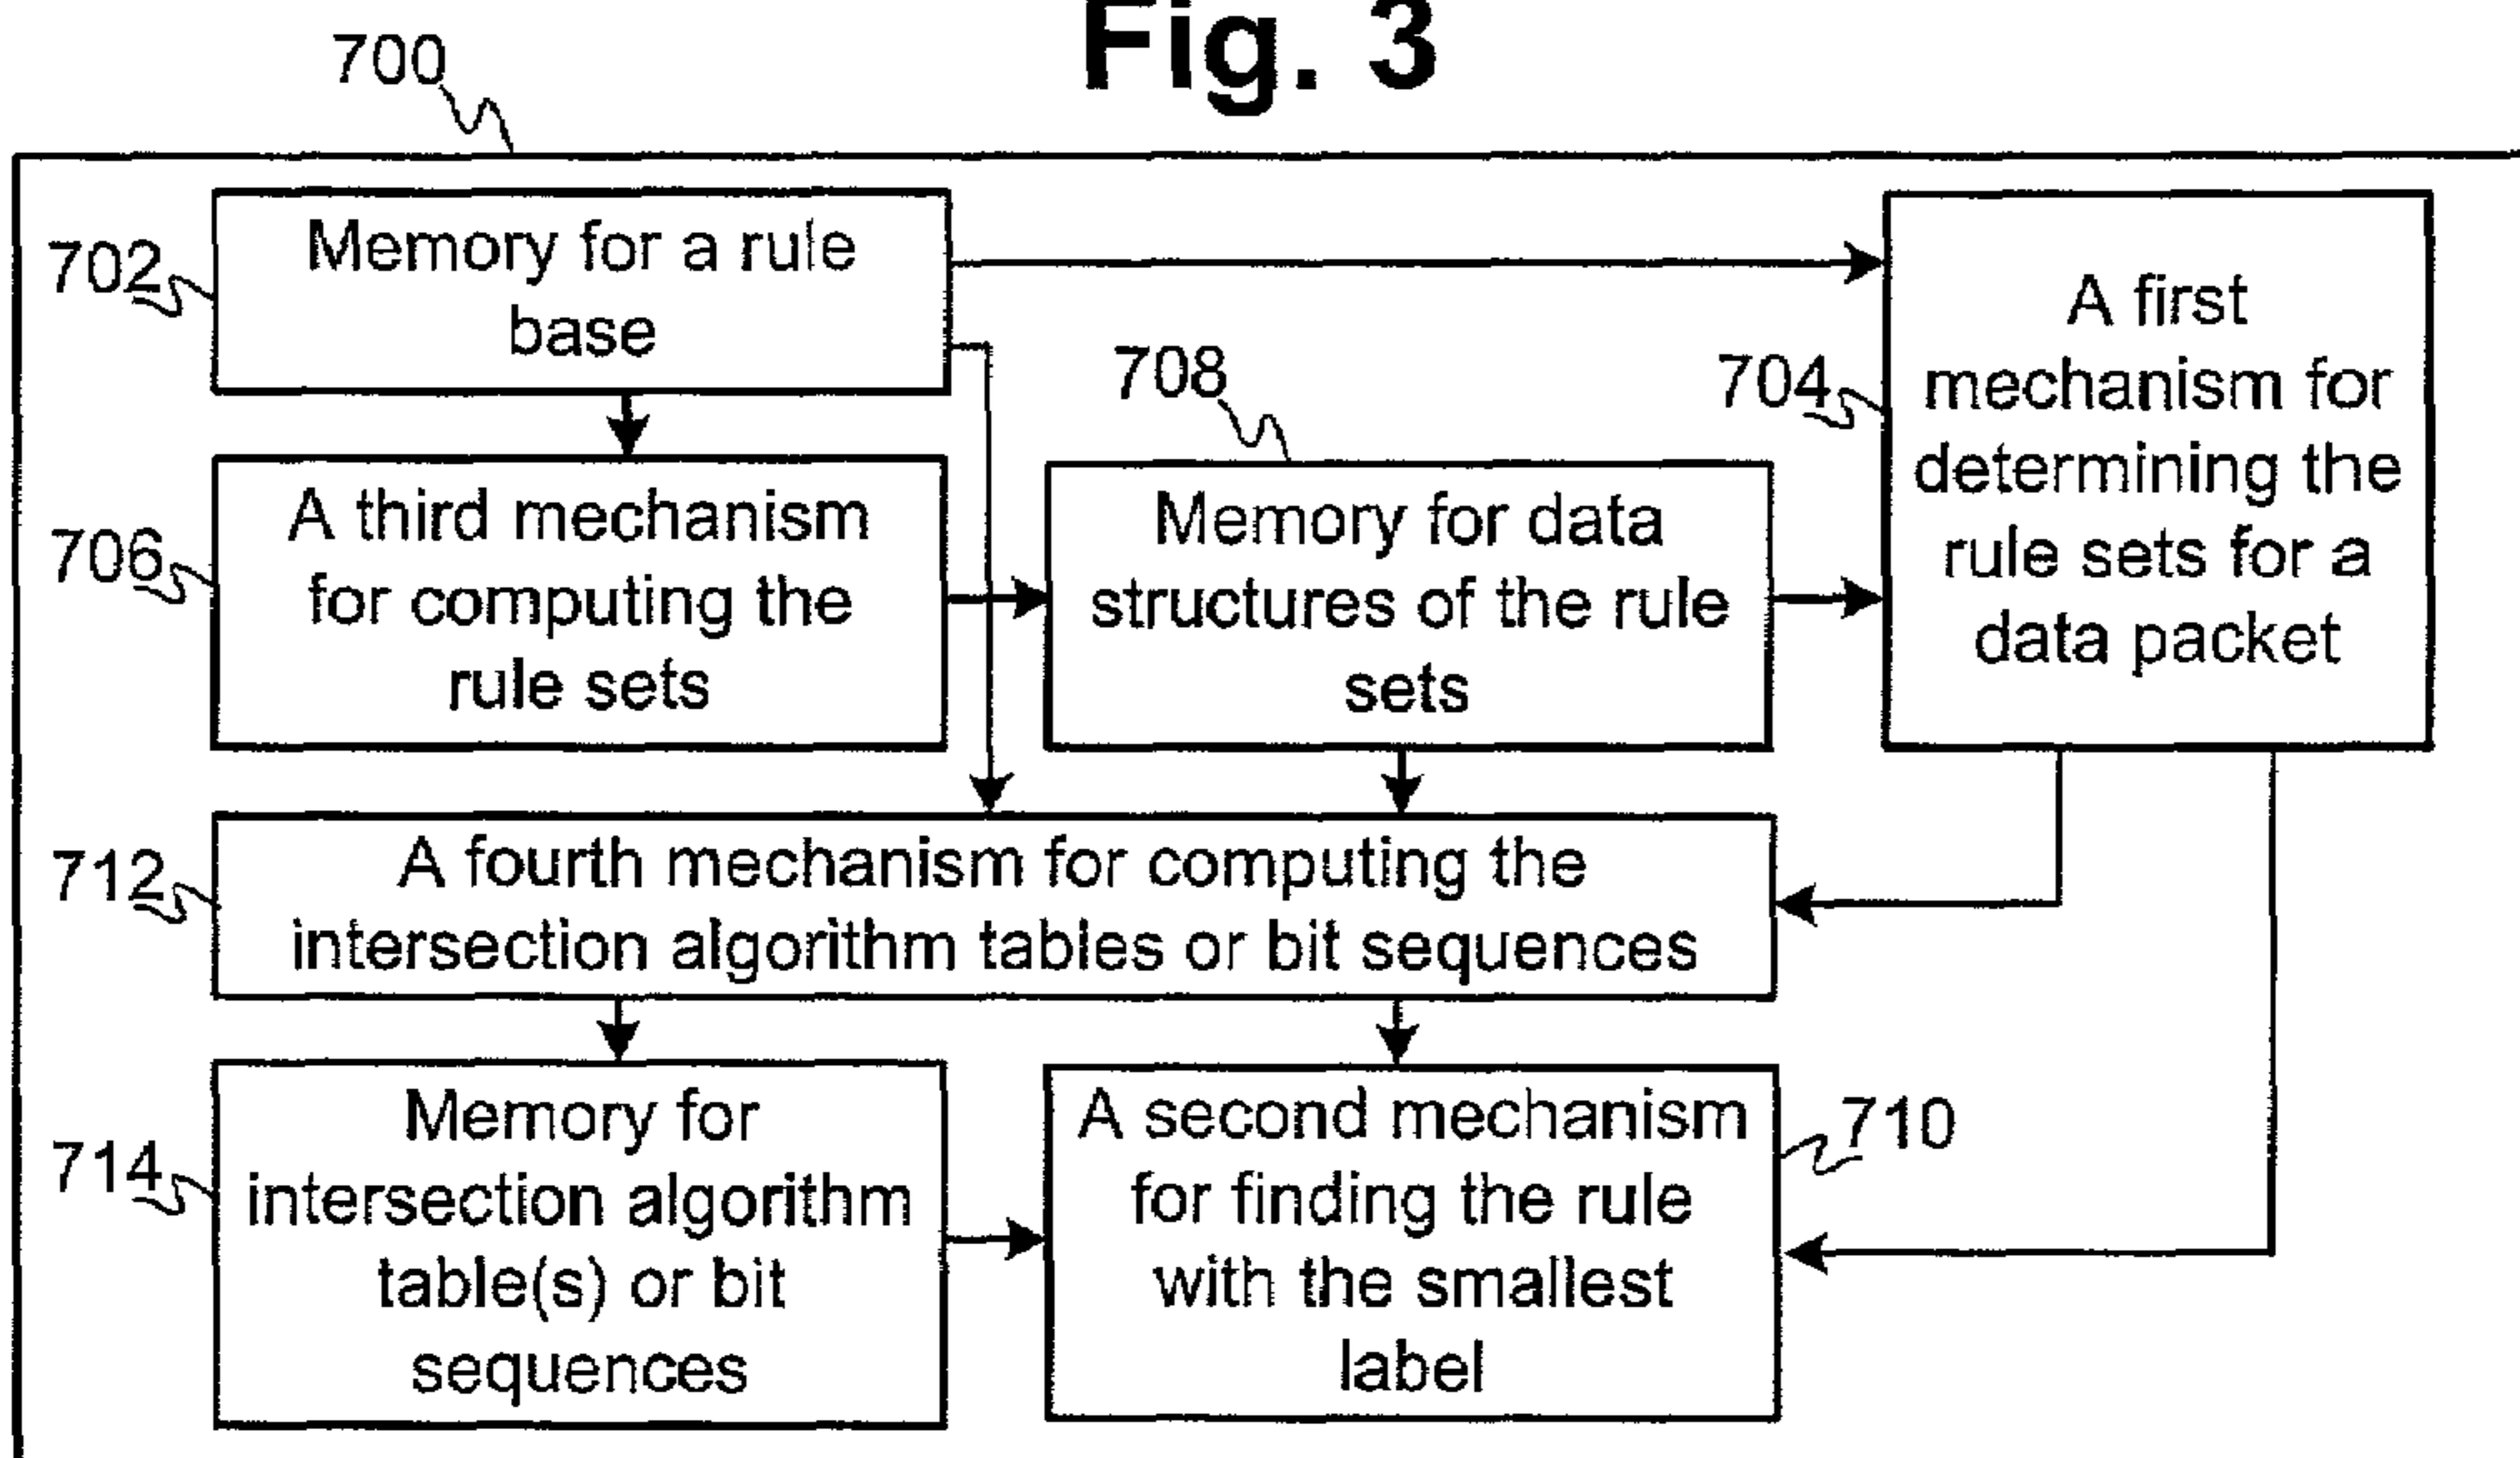 Fig. 3
700
702
Memory for a rule
base
708
704
A first
mechanism for
determining the
rule sets for a
data packet
706
A third mechanism
for computing the
rule sets
Memory for data
structures of the rule
sets
712
A fourth mechanism for computing the
intersection algorithm tables or bit sequences
714
Memory for
intersection algorithm
table(s) or bit
sequences
A second mechanism
for finding the rule
with the smallest
label
710